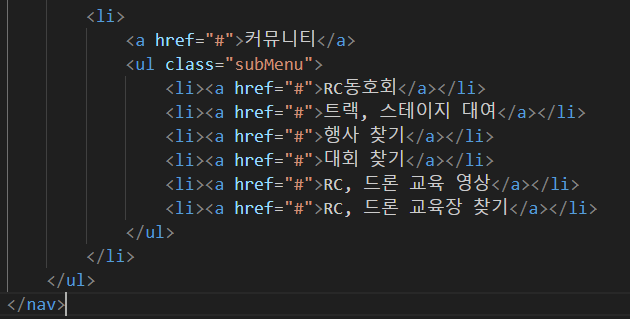 <li>
<a href="#">커뮤니티</a>
<ul class="subMenu">
<li><a href="#">RC동호회</a></li>
<li><a href="#">트랙, 스테이지 대여</a></li>
<li><a href="#">행사 찾기</a></li>
<li><a href="#">대회 찾기</a></li>
<li><a href="#">RC, 드론 교육 영상</a></li>
<li><a href="#">RC, 드론 교육장 찾기</a></li>
</ul>
</li>
</ul>
</nav>